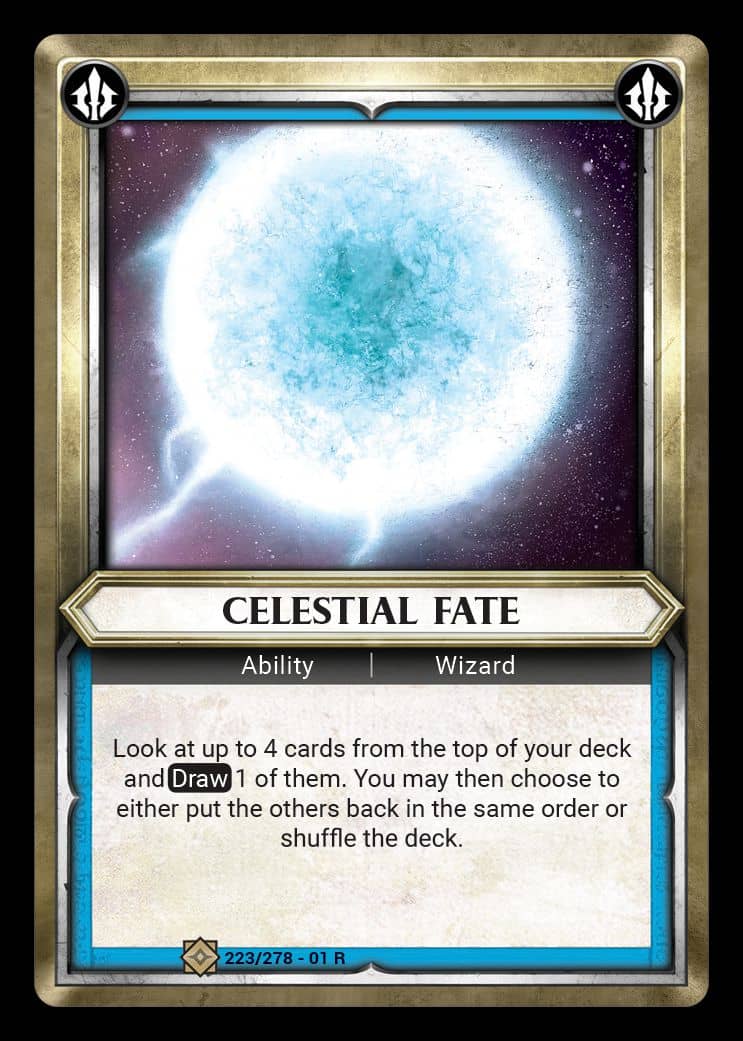 CELESTIAL FATE
Ability | Wizard
Look at up to 4 cards from the top of your deck
and Draw 1 of them. You may then choose to
either put the others back in the same order or
shuffle the deck.
223/278 - 01 R